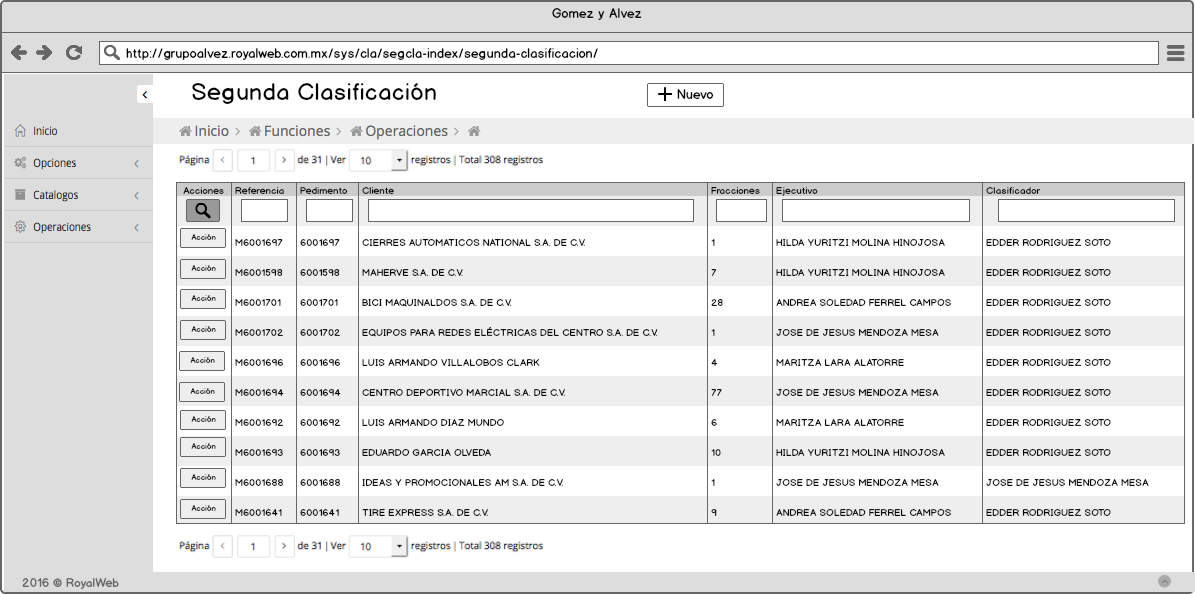 Gomez y Alvez
http://grupoalvez.royalweb.com.mx/sys/cla/segcla-index/segunda-clasificacion/
Segunda Clasificación
+ Nuevo
Inicio
Opciones
Catalogos
Operaciones
Inicio > Funciones > Operaciones >
Página < 1 > de 31 | Ver 10 registros | Total 308 registros
Acciones Referencia Pedimento Cliente Fracciones Ejecutivo Clasificador
Acción M6001697 6001697 CIERRES AUTOMATICOS NATIONAL S.A. DE C.V. 1 HILDA YURITZI MOLINA HINOJOSA EDDER RODRIGUEZ SOTO
Acción M6001598 6001598 MAHERVE S.A. DE C.V. 7 HILDA YURITZI MOLINA HINOJOSA EDDER RODRIGUEZ SOTO
Acción M6001701 6001701 BICI MAQUINALDOS S.A. DE C.V. 28 ANDREA SOLEDAD FERREL CAMPOS EDDER RODRIGUEZ SOTO
Acción M6001702 6001702 EQUIPOS PARA REDES ELÉCTRICAS DEL CENTRO S.A. DE C.V. 1 JOSE DE JESUS MENDOZA MESA EDDER RODRIGUEZ SOTO
Acción M6001696 6001696 LUIS ARMANDO VILLALOBOS CLARK 4 MARITZA LARA ALATORRE EDDER RODRIGUEZ SOTO
Acción M6001694 6001694 CENTRO DEPORTIVO MARCIAL S.A. DE C.V. 77 JOSE DE JESUS MENDOZA MESA EDDER RODRIGUEZ SOTO
Acción M6001692 6001692 LUIS ARMANDO DIAZ MUNDO 6 MARITZA LARA ALATORRE EDDER RODRIGUEZ SOTO
Acción M6001693 6001693 EDUARDO GARCIA OLVEDA 10 HILDA YURITZI MOLINA HINOJOSA EDDER RODRIGUEZ SOTO
Acción M6001688 6001688 IDEAS Y PROMOCIONALES AM S.A. DE C.V. 1 JOSE DE JESUS MENDOZA MESA JOSE DE JESUS MENDOZA MESA
Acción M6001641 6001641 TIRE EXPRESS S.A. DE C.V. 9 ANDREA SOLEDAD FERREL CAMPOS EDDER RODRIGUEZ SOTO
Página < 1 > de 31 | Ver 10 registros | Total 308 registros
2016 © RoyalWeb